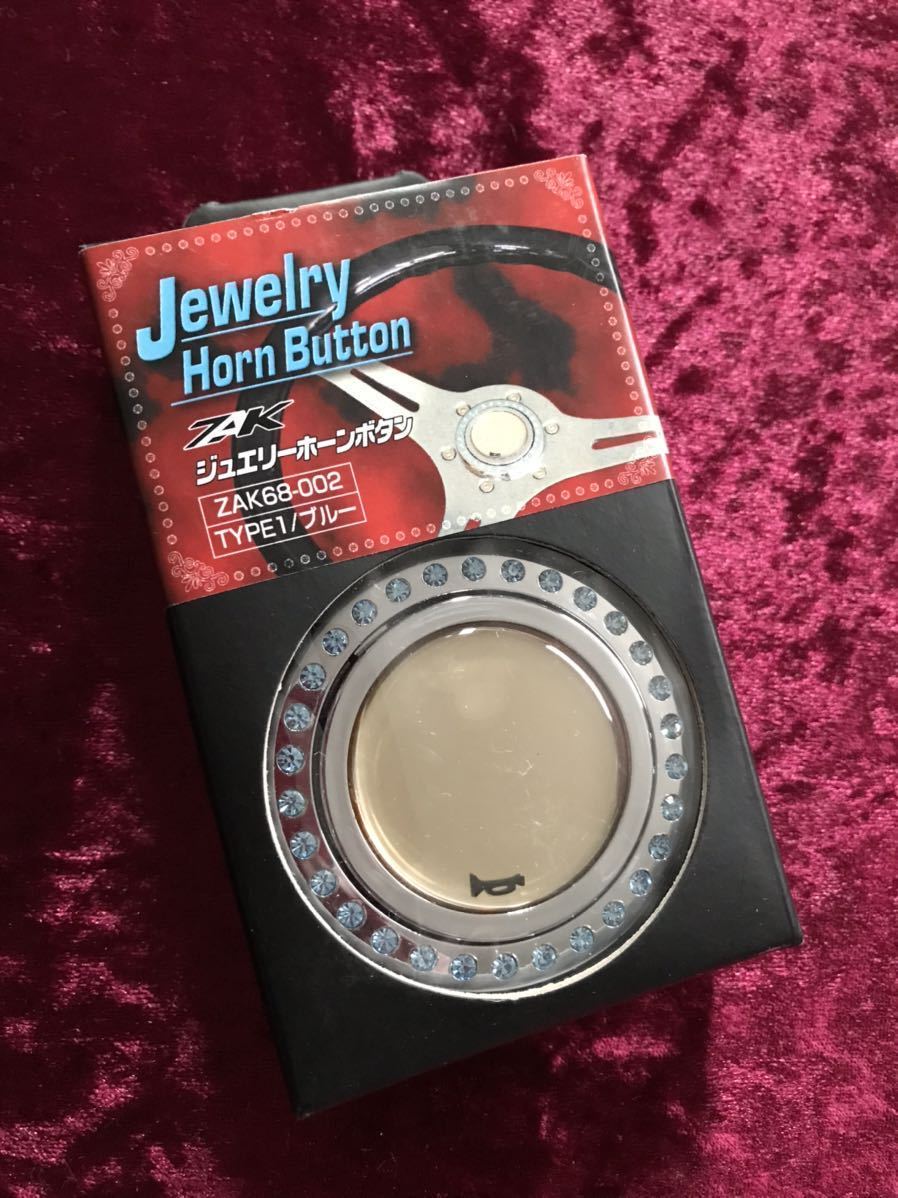 Jewelry
Horn Button
ZAK
ジュエリーホーンボタン
ZAK68-002
TYPE1/ブルー